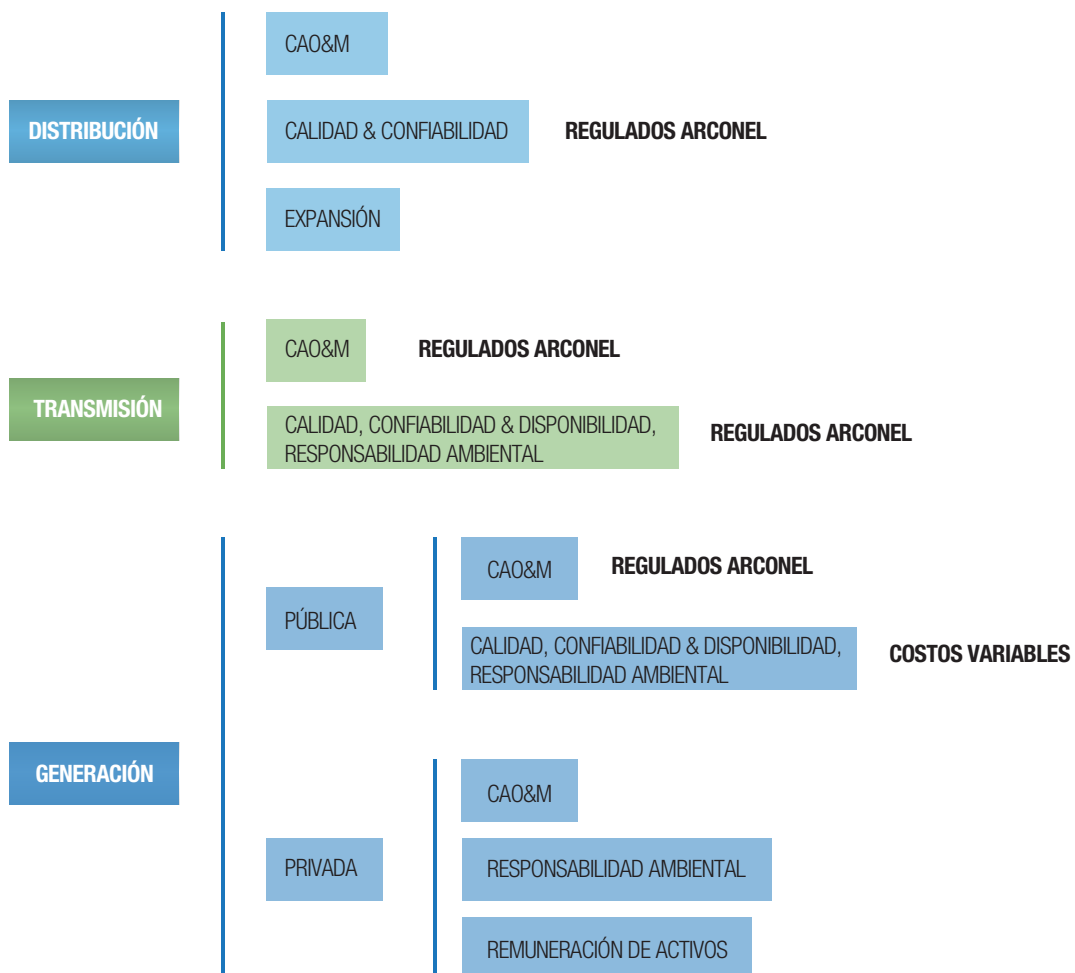 DISTRIBUCIÓN
CAO&M
CALIDAD & CONFIABILIDAD
REGULADOS ARCONEL
EXPANSIÓN
TRANSMISIÓN
CAO&M
REGULADOS ARCONEL
CALIDAD, CONFIABILIDAD & DISPONIBILIDAD,
RESPONSABILIDAD AMBIENTAL
REGULADOS ARCONEL
GENERACIÓN
PÚBLICA
CAO&M
REGULADOS ARCONEL
CALIDAD, CONFIABILIDAD & DISPONIBILIDAD,
RESPONSABILIDAD AMBIENTAL
COSTOS VARIABLES
PRIVADA
CAO&M
RESPONSABILIDAD AMBIENTAL
REMUNERACIÓN DE ACTIVOS